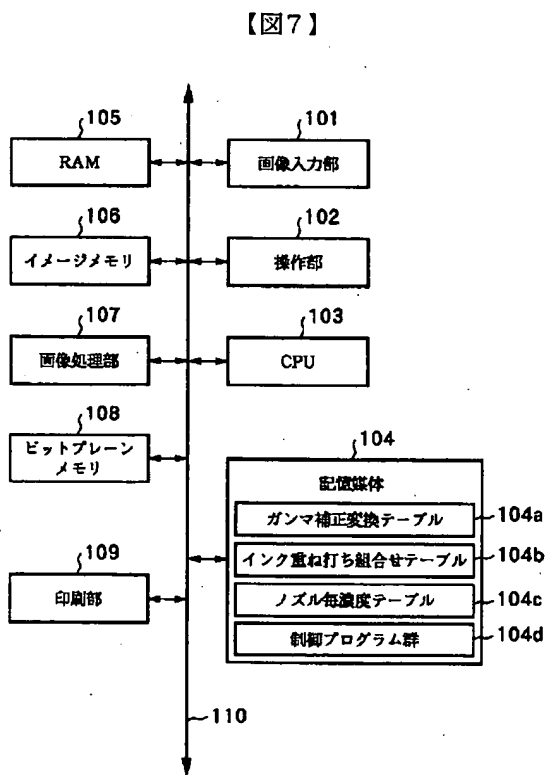 【図7】
105
RAM
101
画像入力部
106
イメージメモリ
102
操作部
107
画像処理部
103
CPU
108
ビットプレーン
メモリ
104
記憶媒体
ガンマ補正変換テーブル
104a
インク重ね打ち組合せテーブル
104b
ノズル毎濃度テーブル
104c
制御プログラム群
104d
109
印刷部
110